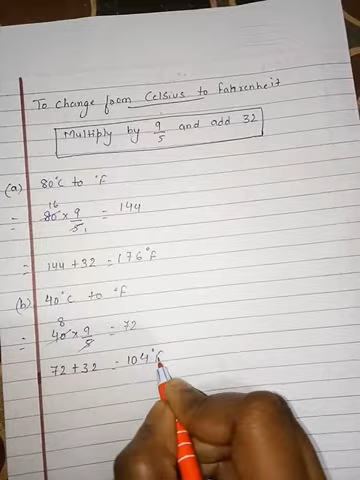 To change from Celsius to Fahrenheit
Multiply by 9/5 and add 32
(a) 80°C to °F
= 80 16 × 9/5 1 = 144
= 144 + 32 = 176°F
(b) 40°C to °F
= 40 8 × 9/5 = 72
72 + 32 = 104°